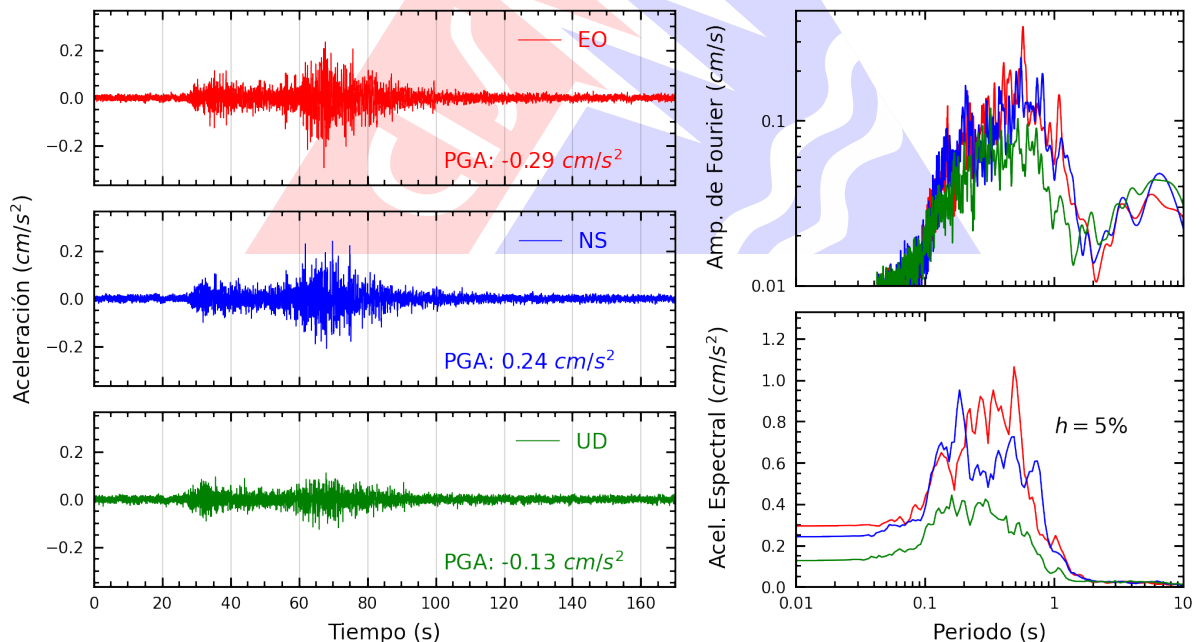 Aceleración (cm/s²)
0.2
0.0
−0.2
EO
PGA: -0.29 cm/s²
0.2
0.0
−0.2
NS
PGA: 0.24 cm/s²
0.2
0.0
−0.2
UD
PGA: -0.13 cm/s²
0 20 40 60 80 100 120 140 160
Tiempo (s)
Amp. de Fourier (cm/s)
0.1
0.01
Acel. Espectral (cm/s²)
1.2
1.0
0.8
0.6
0.4
0.2
0.0
h = 5%
0.01 0.1 1 10
Periodo (s)